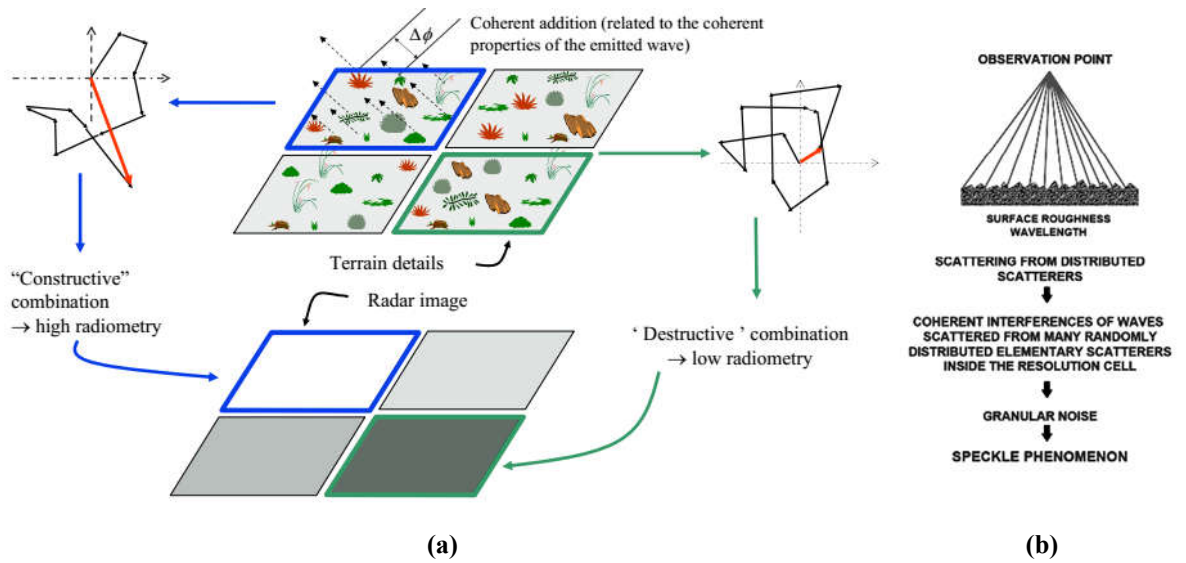 Coherent addition (related to the coherent
properties of the emitted wave)
Δϕ
Terrain details
Radar image
“Constructive”
combination
→ high radiometry
‘ Destructive ’ combination
→ low radiometry
(a)
OBSERVATION POINT
SURFACE ROUGHNESS
WAVELENGTH
SCATTERING FROM DISTRIBUTED
SCATTERERS
COHERENT INTERFERENCES OF WAVES
SCATTERED FROM MANY RANDOMLY
DISTRIBUTED ELEMENTARY SCATTERERS
INSIDE THE RESOLUTION CELL
GRANULAR NOISE
SPECKLE PHENOMENON
(b)